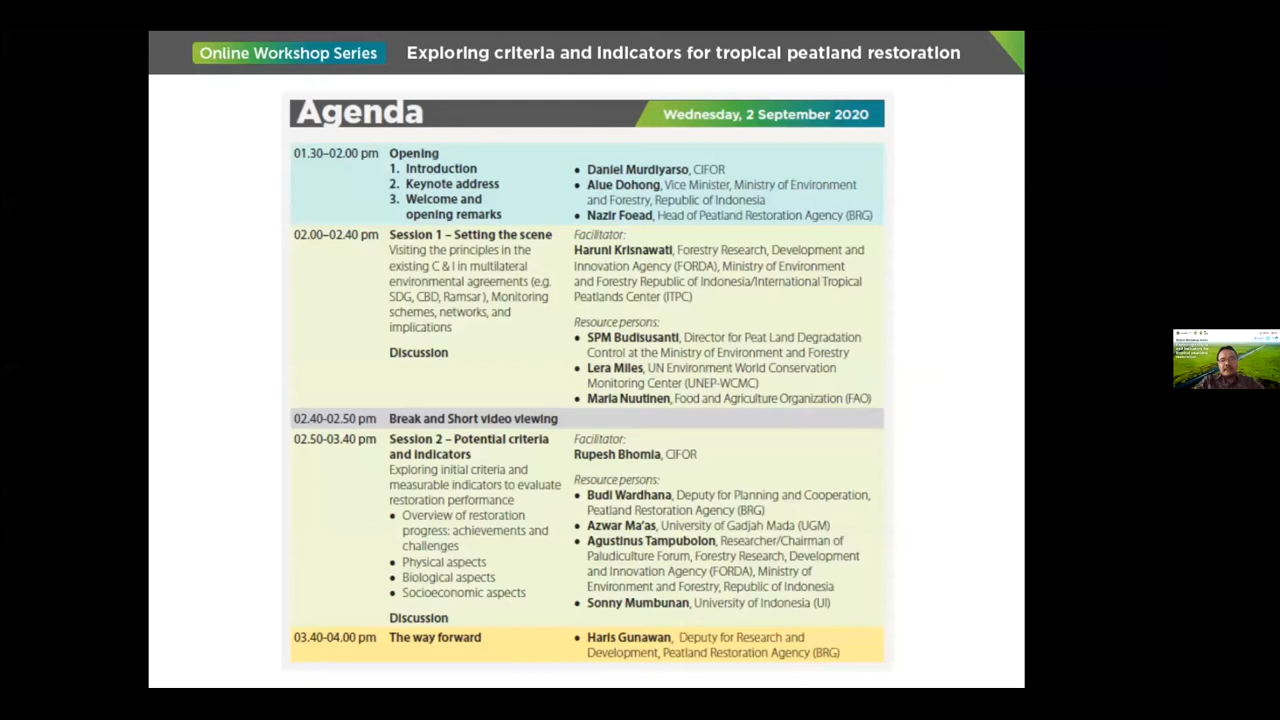 Online Workshop Series Exploring criteria and indicators for tropical peatland restoration
Agenda Wednesday, 2 September 2020
01.30–02.00 pm Opening
1. Introduction
2. Keynote address
3. Welcome and
opening remarks
• Daniel Murdiyarso, CIFOR
• Alue Dohong, Vice Minister, Ministry of Environment
and Forestry, Republic of Indonesia
• Nazir Foead, Head of Peatland Restoration Agency (BRG)
02.00–02.40 pm Session 1 – Setting the scene
Visiting the principles in the
existing C & I in multilateral
environmental agreements (e.g.
SDG, CBD, Ramsar), Monitoring
schemes, networks, and
implications
Discussion
Facilitator:
Haruni Krisnawati, Forestry Research, Development and
Innovation Agency (FORDA), Ministry of Environment
and Forestry Republic of Indonesia/International Tropical
Peatlands Center (ITPC)
Resource persons:
• SPM Budisusanti, Director for Peat Land Degradation
Control at the Ministry of Environment and Forestry
• Lera Miles, UN Environment World Conservation
Monitoring Center (UNEP-WCMC)
• Maria Nuutinen, Food and Agriculture Organization (FAO)
02.40-02.50 pm Break and Short video viewing
02.50-03.40 pm Session 2 – Potential criteria
and indicators
Exploring initial criteria and
measurable indicators to evaluate
restoration performance
• Overview of restoration
progress: achievements and
challenges
• Physical aspects
• Biological aspects
• Socioeconomic aspects
Discussion
Facilitator:
Rupesh Bhomia, CIFOR
Resource persons:
• Budi Wardhana, Deputy for Planning and Cooperation,
Peatland Restoration Agency (BRG)
• Azwar Ma'as, University of Gadjah Mada (UGM)
• Agustinus Tampubolon, Researcher/Chairman of
Paludiculture Forum, Forestry Research, Development
and Innovation Agency (FORDA), Ministry of
Environment and Forestry, Republic of Indonesia
• Sonny Mumbunan, University of Indonesia (UI)
03.40-04.00 pm The way forward
• Haris Gunawan, Deputy for Research and
Development, Peatland Restoration Agency (BRG)